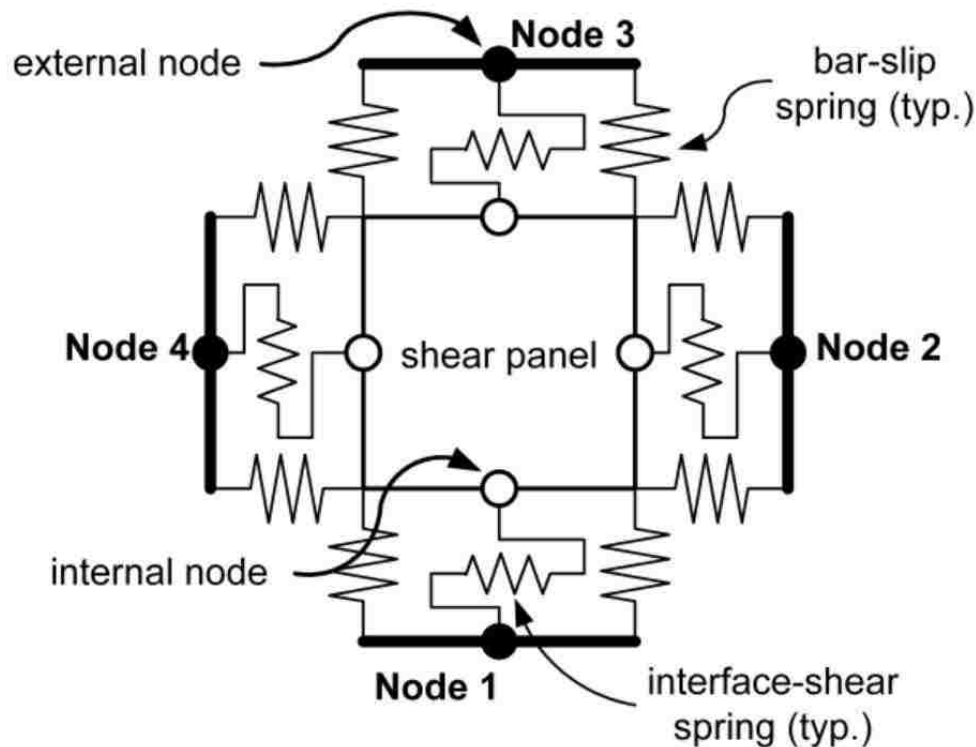 Node 3
external node
bar-slip
spring (typ.)
Node 4
shear panel
Node 2
internal node
Node 1
interface-shear
spring (typ.)